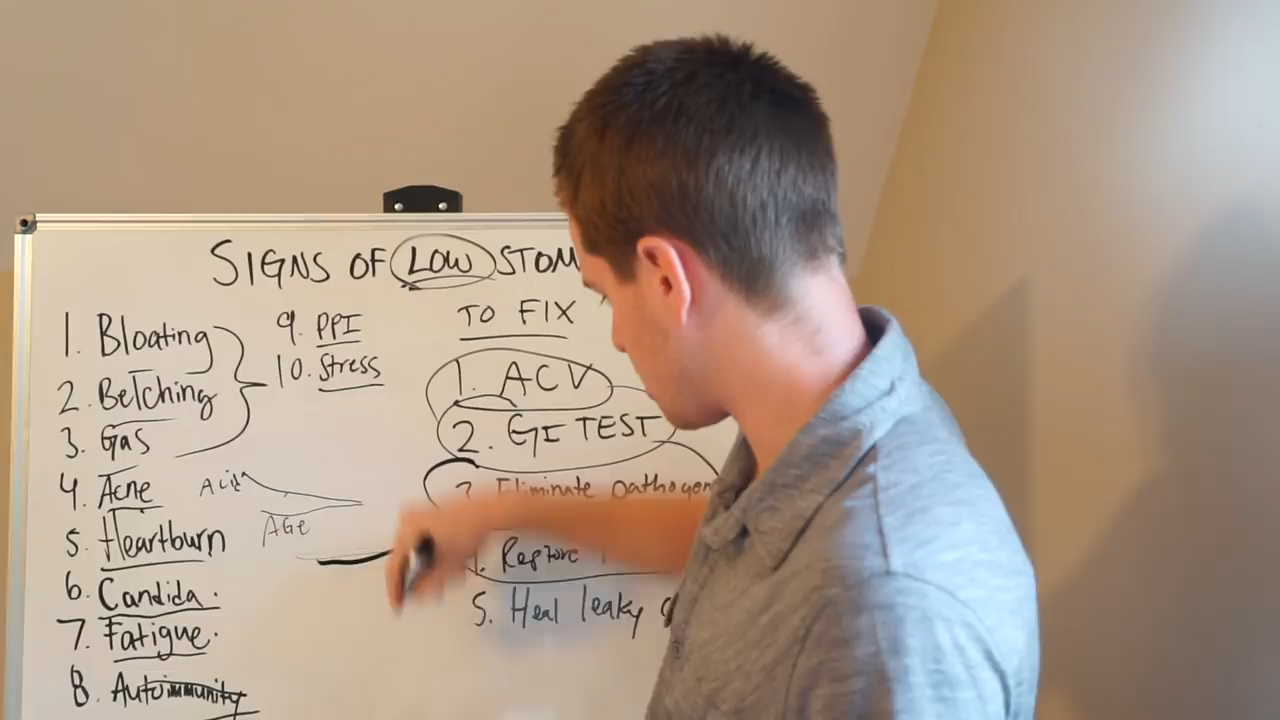 SIGNS OF LOW STOM
1. Bloating
2. Belching
3. Gas
4. Acne
5. Heartburn
6. Candida.
7. Fatigue.
8. Autoimmunity
9. PPI
10. Stress
Acid
AGe
TO FIX
1. ACV
2. GI TEST
3. Eliminate pathogen
4. Restore
5. Heal leaky